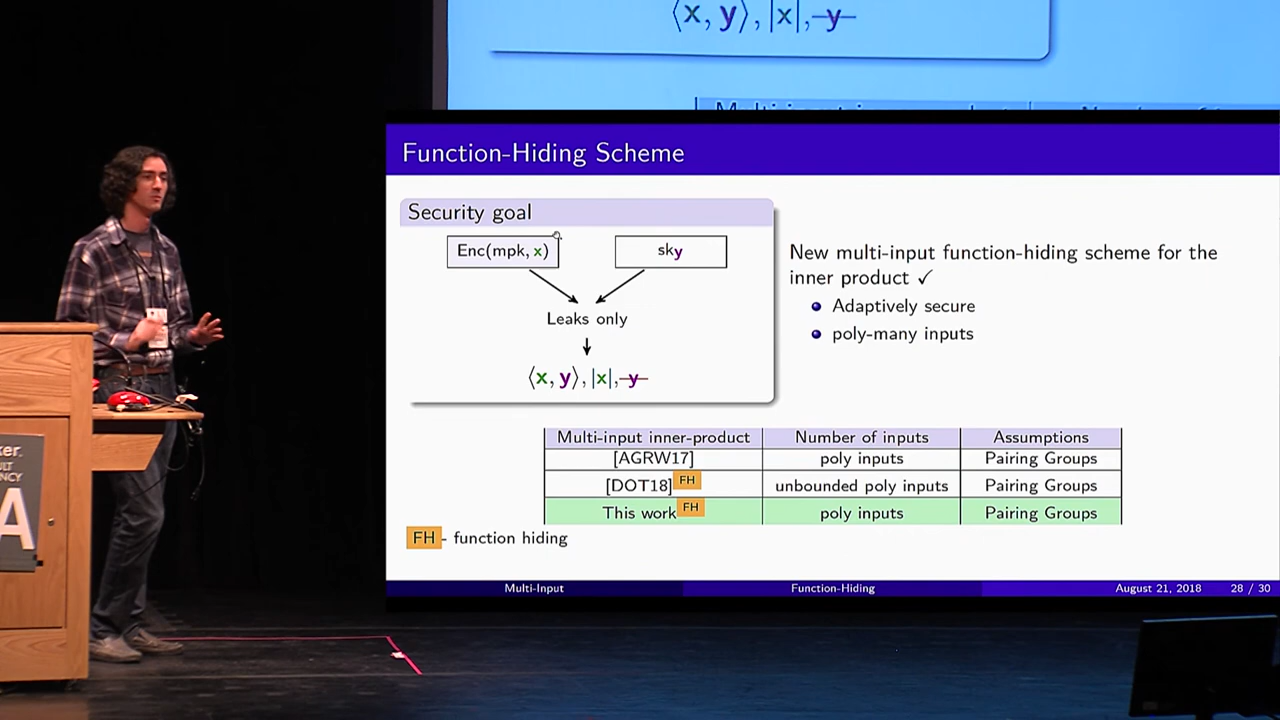 ⟨x, y⟩, |x|, y
Function-Hiding Scheme
Security goal
Enc(mpk, x)
sky
Leaks only
⟨x, y⟩, |x|, y
New multi-input function-hiding scheme for the
inner product ✓
Adaptively secure
poly-many inputs
Multi-input inner-product Number of inputs Assumptions
[AGRW17] poly inputs Pairing Groups
[DOT18] FH unbounded poly inputs Pairing Groups
This work FH poly inputs Pairing Groups
FH - function hiding
Multi-Input Function-Hiding August 21, 2018 28 / 30